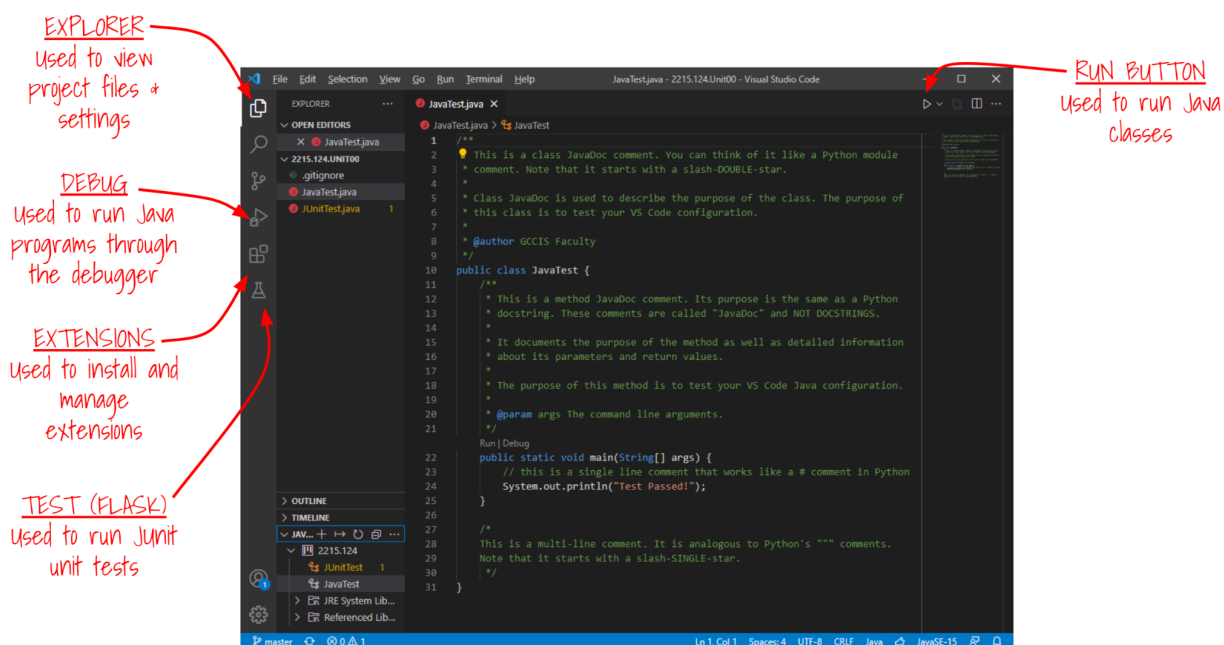 EXPLORER
Used to view
project files &
settings
DEBUG
Used to run Java
programs through
the debugger
EXTENSIONS
Used to install and
manage
extensions
TEST (FLASK)
Used to run JUnit
unit tests
RUN BUTTON
Used to run Java
classes
File Edit Selection View Go Run Terminal Help JavaTest.java - 2215.124.Unit00 - Visual Studio Code
EXPLORER ...
OPEN EDITORS
JavaTest.java
2215.124.UNIT00
.gitignore
JavaTest.java
JUnitTest.java 1
OUTLINE
TIMELINE
JAV...
2215.124
JUnitTest 1
JavaTest
JRE System Lib...
Referenced Lib...
1
JavaTest.java
JavaTest.java > JavaTest
1 /**
2 This is a class JavaDoc comment. You can think of it like a Python module
3 * comment. Note that it starts with a slash-DOUBLE-star.
4 *
5 * Class JavaDoc is used to describe the purpose of the class. The purpose of
6 * this class is to test your VS Code configuration.
7 *
8 * @author GCCIS Faculty
9 */
10 public class JavaTest {
11 /**
12 * This is a method JavaDoc comment. Its purpose is the same as a Python
13 * docstring. These comments are called "JavaDoc" and NOT DOCSTRINGS.
14 *
15 * It documents the purpose of the method as well as detailed information
16 * about its parameters and return values.
17 *
18 * The purpose of this method is to test your VS Code Java configuration.
19 *
20 * @param args The command line arguments.
21 */
Run | Debug
22 public static void main(String[] args) {
23 // this is a single line comment that works like a # comment in Python
24 System.out.println("Test Passed!");
25 }
26
27 /*
28 This is a multi-line comment. It is analogous to Python's """ comments.
29 Note that it starts with a slash-SINGLE-star.
30 */
31 }
master 0 1 Ln 1, Col 1 Spaces: 4 UTF-8 CRLF Java JavaSE-15